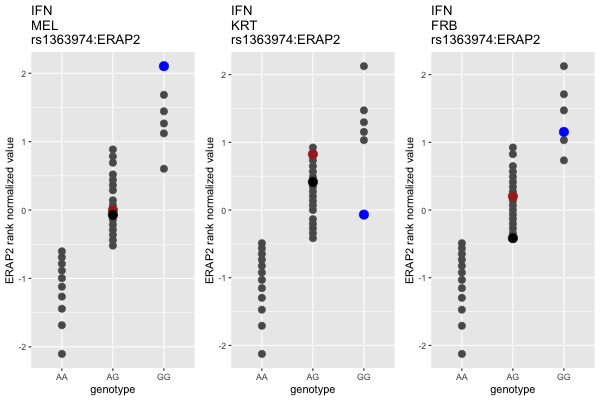 IFN
MEL
rs1363974:ERAP2
ERAP2 rank normalized value
2
1
0
-1
-2
AA AG GG
genotype
IFN
KRT
rs1363974:ERAP2
ERAP2 rank normalized value
2
1
0
-1
-2
AA AG GG
genotype
IFN
FRB
rs1363974:ERAP2
ERAP2 rank normalized value
2
1
0
-1
-2
AA AG GG
genotype